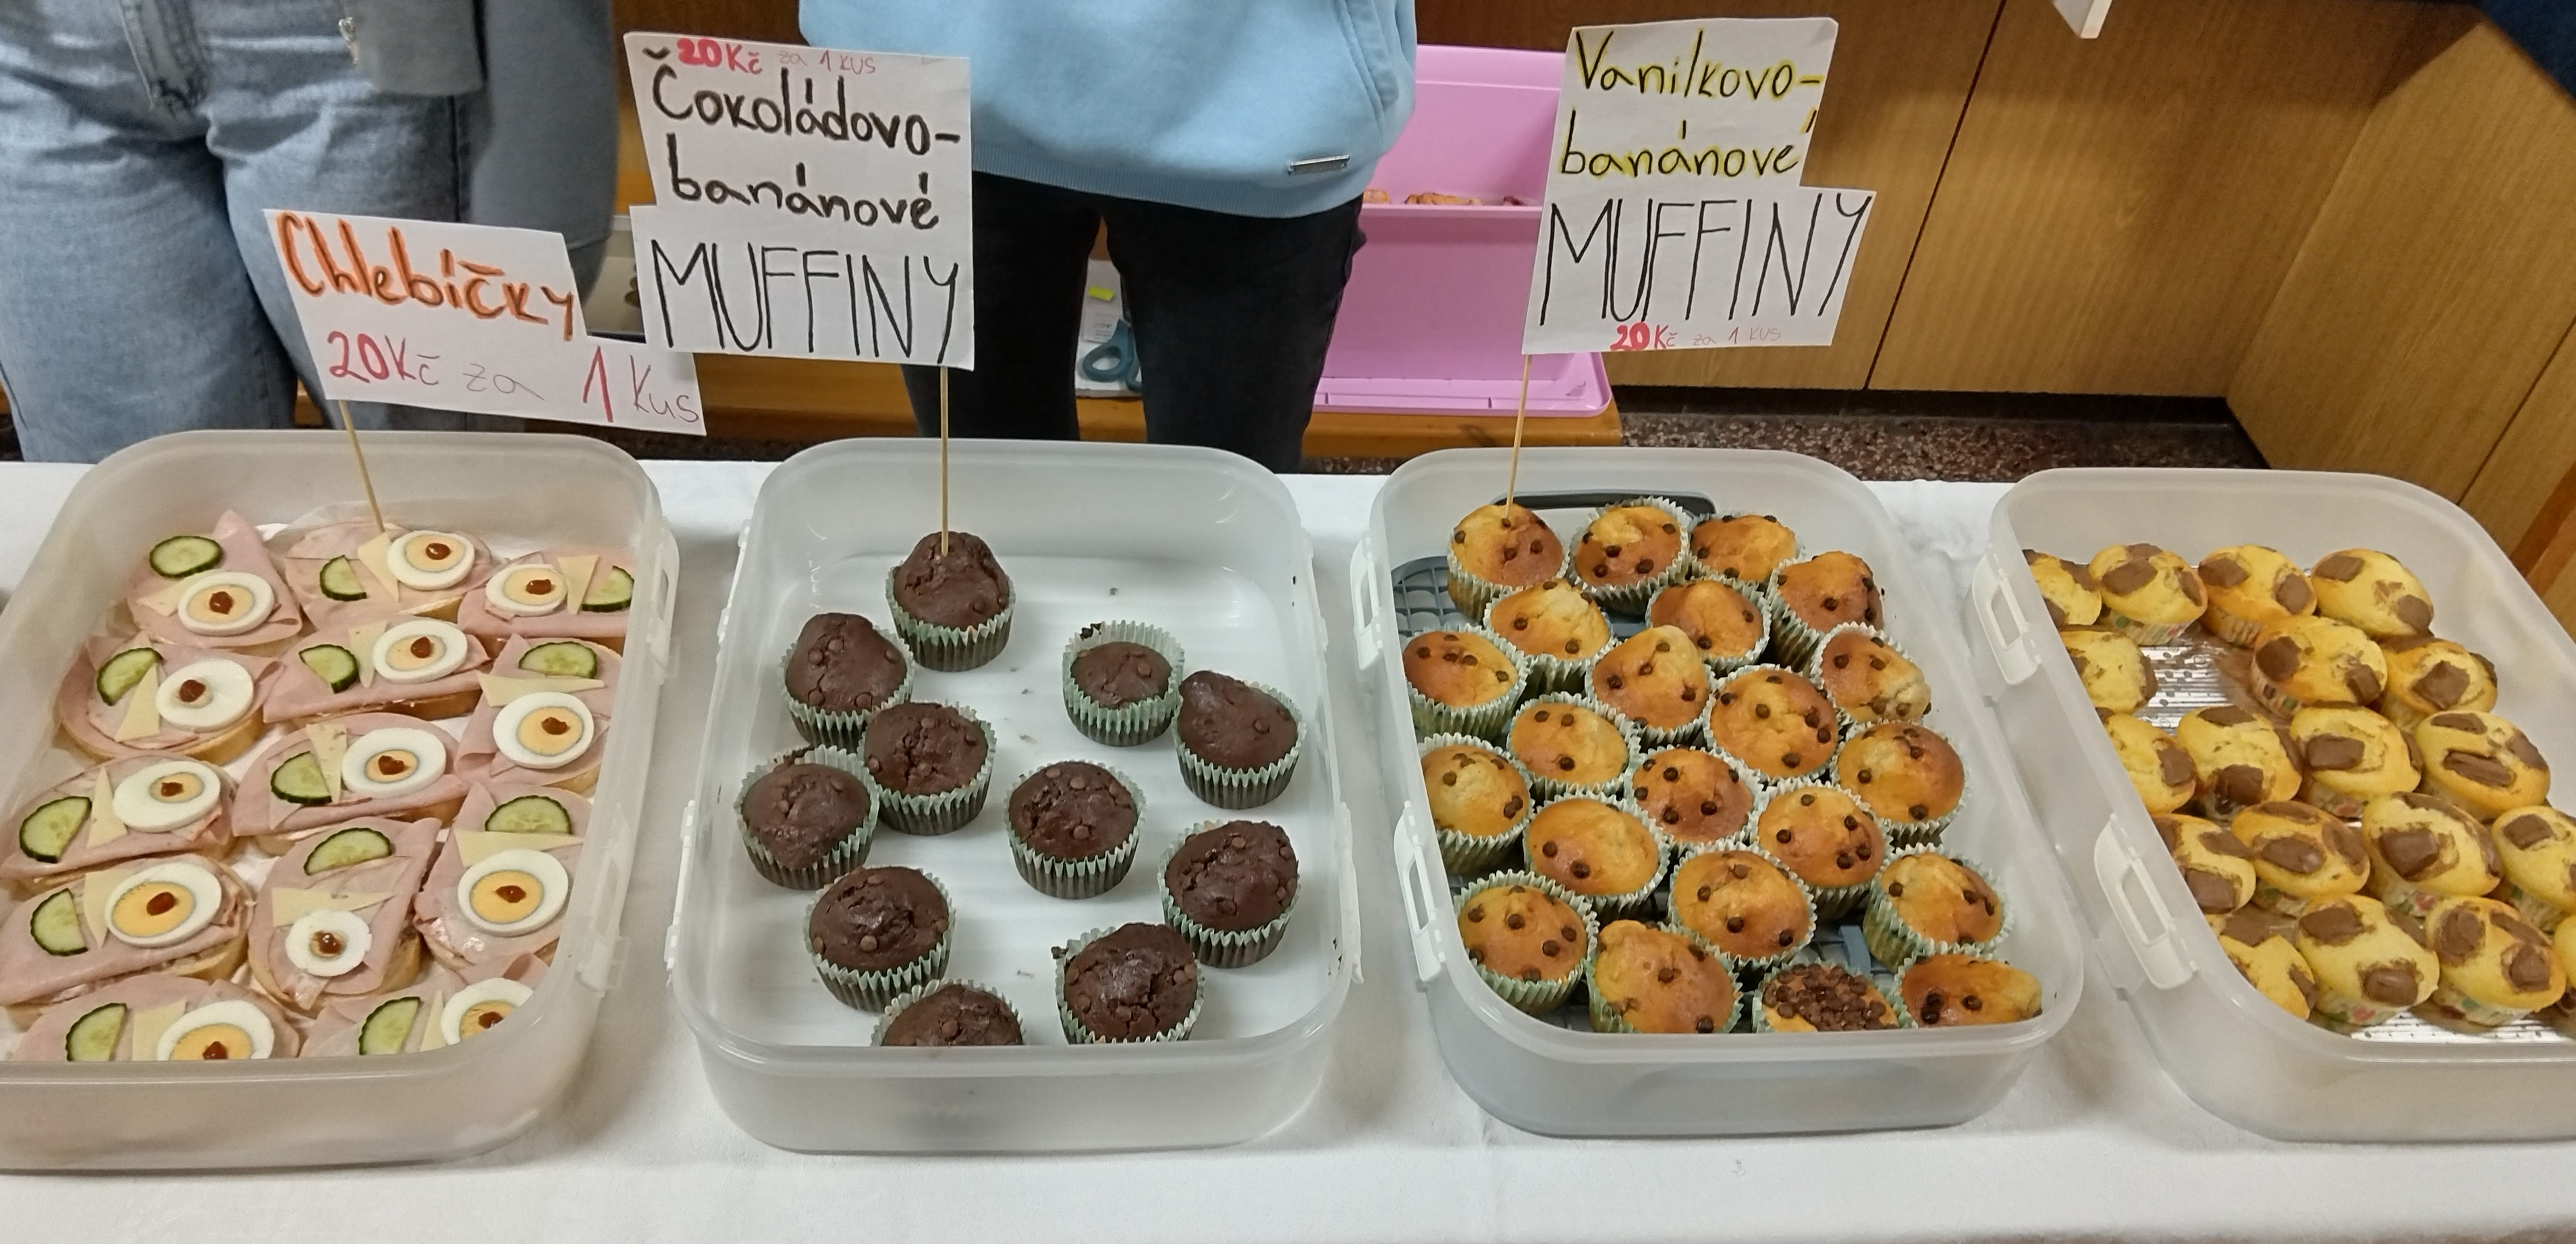 Chlebíčky
20Kč za 1 kus
20Kč za 1 kus
Čokoládovo-
banánové
MUFFINY
Vanilkovo-
banánové
MUFFINY
20Kč za 1 kus